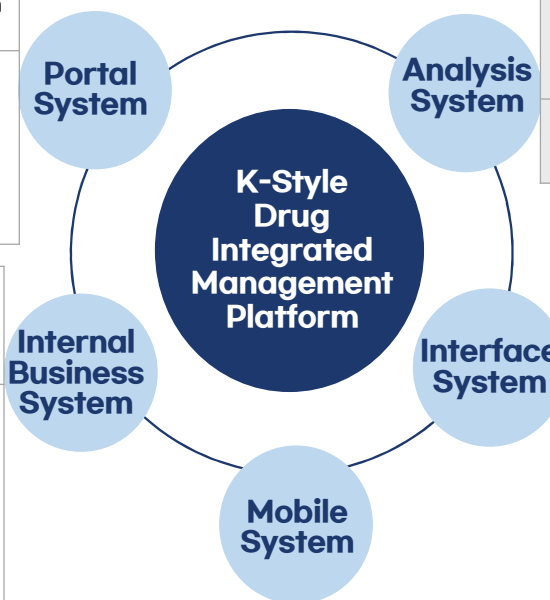 Portal
System
Analysis
System
K-Style
Drug
Integrated
Management
Platform
Internal
Business
System
Interface
System
Mobile
System